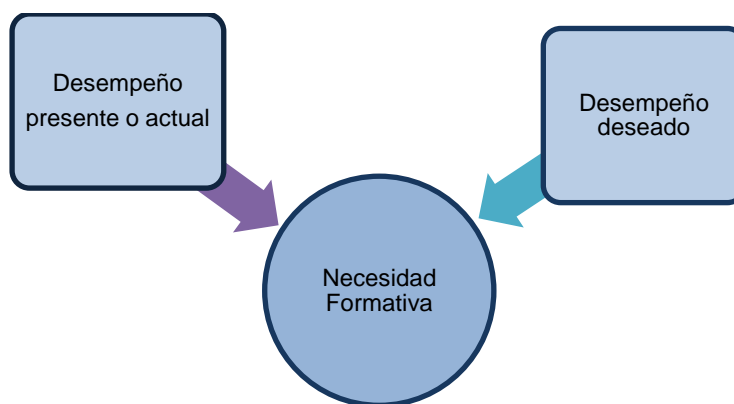 Desempeño
presente o actual
Desempeño
deseado
Necesidad
Formativa